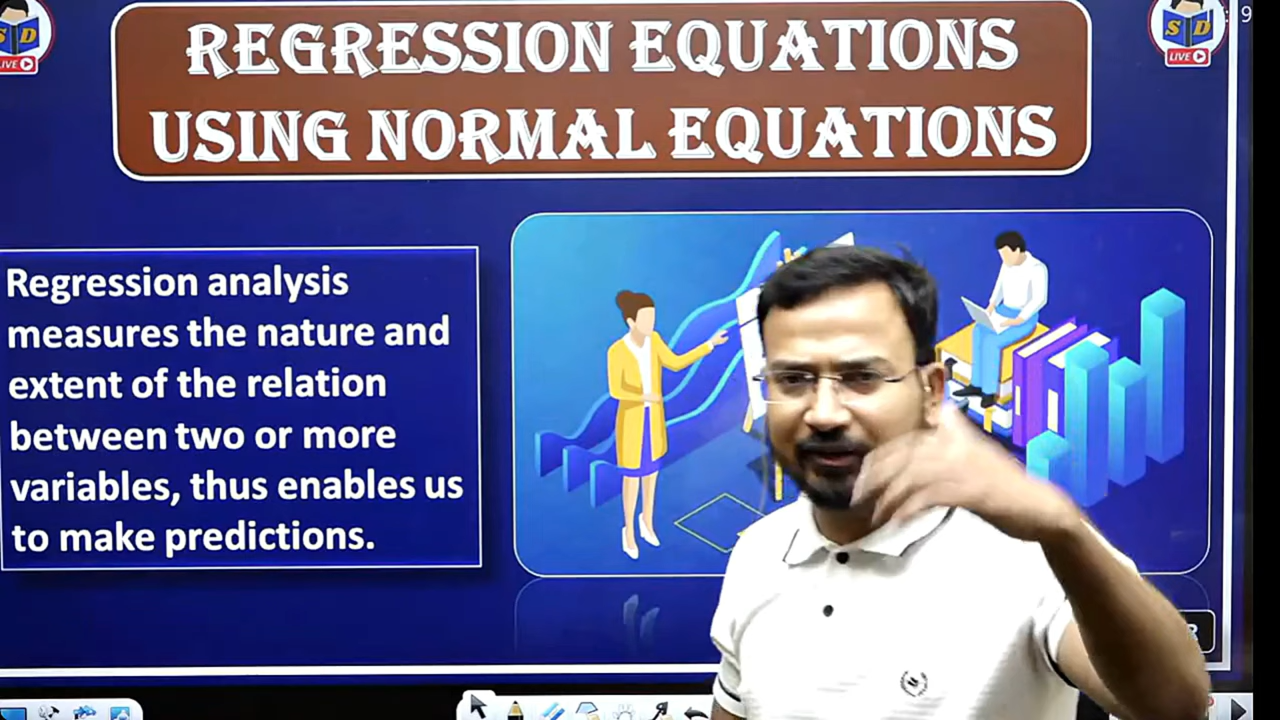 REGRESSION EQUATIONS
USING NORMAL EQUATIONS
S D
LIVE
S D
LIVE
9
Regression analysis
measures the nature and
extent of the relation
between two or more
variables, thus enables us
to make predictions.